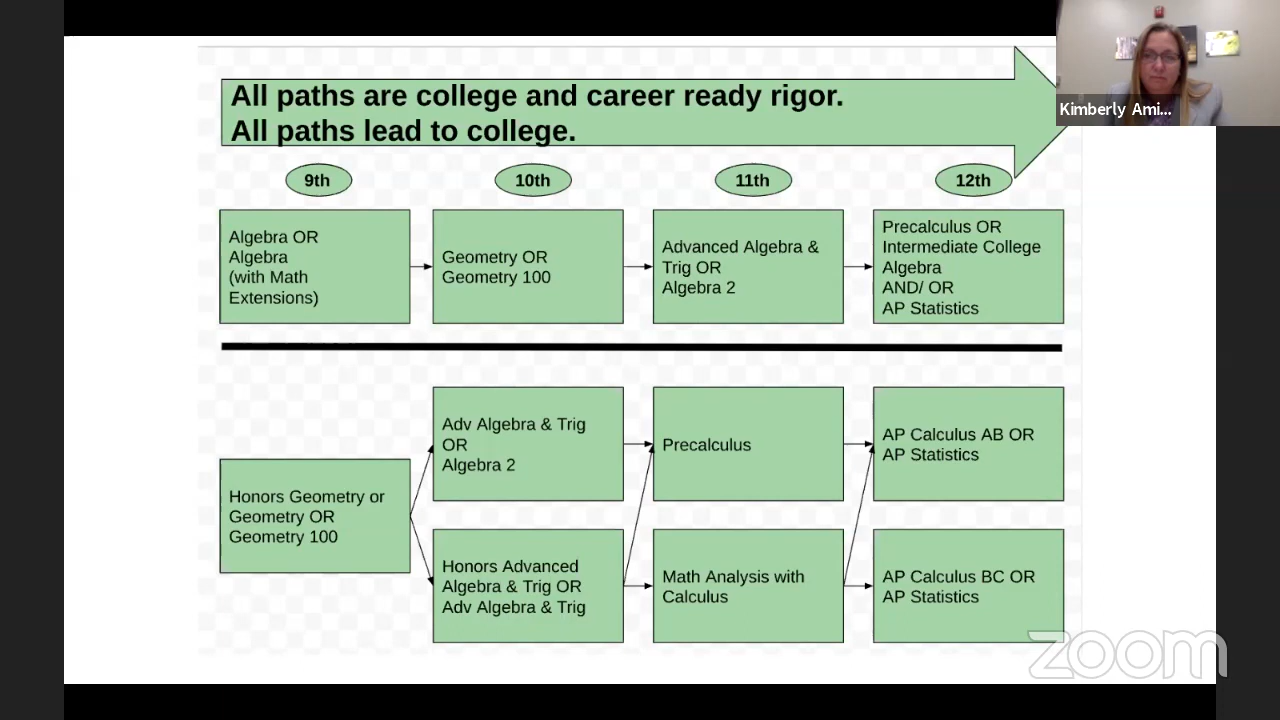 All paths are college and career ready rigor.
All paths lead to college.
Kimberly Ami...
9th
10th
11th
12th
Algebra OR
Algebra
(with Math
Extensions)
Geometry OR
Geometry 100
Advanced Algebra &
Trig OR
Algebra 2
Precalculus OR
Intermediate College
Algebra
AND/ OR
AP Statistics
Honors Geometry or
Geometry OR
Geometry 100
Adv Algebra & Trig
OR
Algebra 2
Precalculus
AP Calculus AB OR
AP Statistics
Honors Advanced
Algebra & Trig OR
Adv Algebra & Trig
Math Analysis with
Calculus
AP Calculus BC OR
AP Statistics
zoom